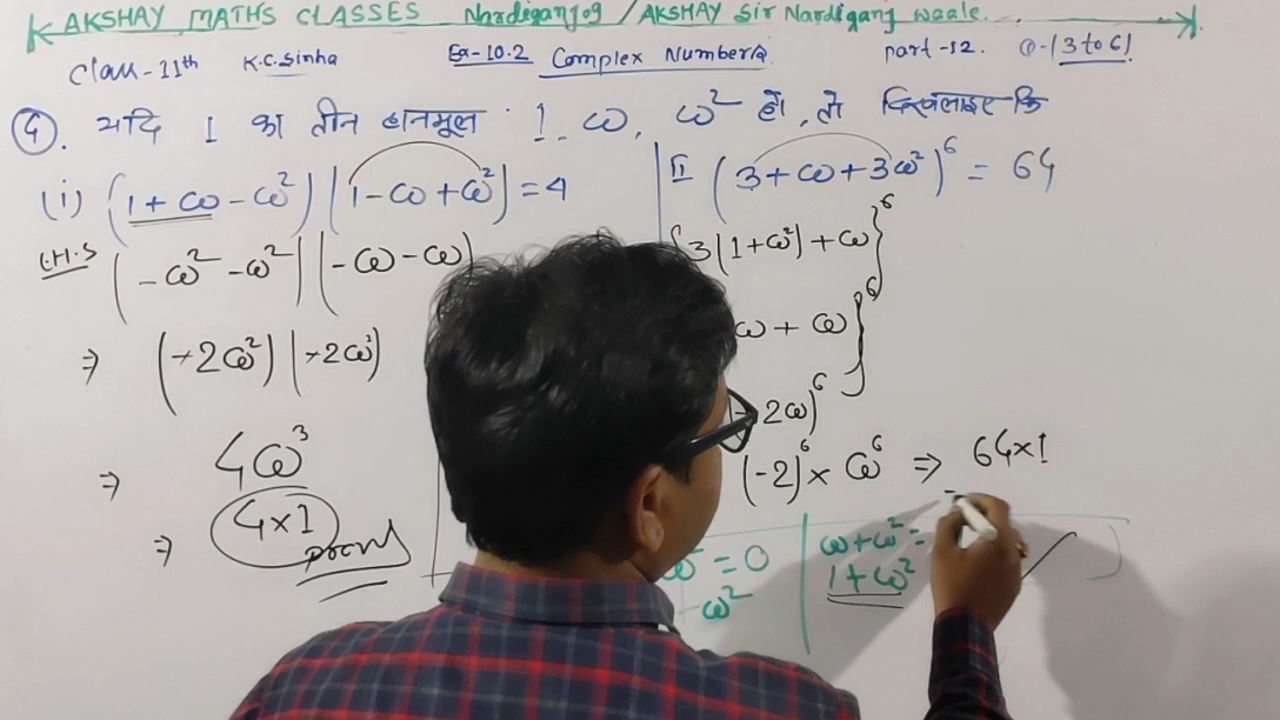 AKSHAY MATHS CLASSES Nardiganj / AKSHAY Sir Nardiganj waale.
Class-11th K.C.Sinha Ex-10.2 Complex Number part-12. Q-(3 to 6)
4. यदि 1 का तीन घनमूल 1, ω, ω² हो, तो दिखलाइए कि
(i) (1 + ω - ω²) (1 - ω + ω²) = 4
II (3 + ω + 3ω²)⁶ = 64
L.H.S (-ω² - ω²) (-ω - ω)
{3(1+ω²) + ω}⁶
⇒ (-2ω²) (-2ω)
ω + ω}⁶
2ω)⁶
⇒ 4ω³
(-2)⁶ × ω⁶ ⇒ 64×1
⇒ 4×1
proved
= 0
ω²
ω + ω² =
1 + ω²